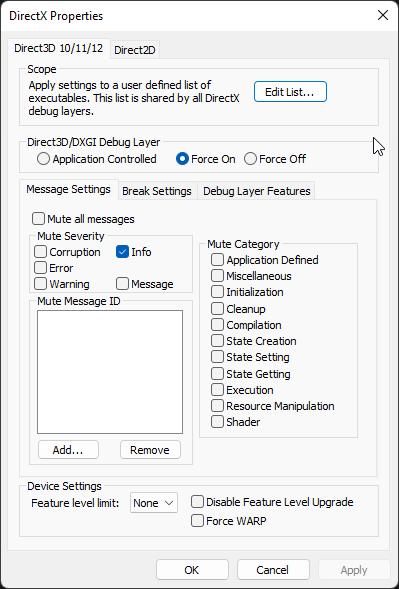 DirectX Properties
Direct3D 10/11/12 Direct2D
Scope
Apply settings to a user defined list of
executables. This list is shared by all DirectX
debug layers.
Edit List...
Direct3D/DXGI Debug Layer
Application Controlled Force On Force Off
Message Settings Break Settings Debug Layer Features
Mute all messages
Mute Severity
Corruption Info
Error
Warning Message
Mute Message ID
Add... Remove
Mute Category
Application Defined
Miscellaneous
Initialization
Cleanup
Compilation
State Creation
State Setting
State Getting
Execution
Resource Manipulation
Shader
Device Settings
Feature level limit: None Disable Feature Level Upgrade
Force WARP
OK Cancel Apply